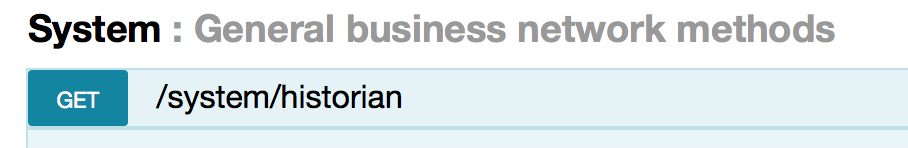 System : General business network methods
GET /system/historian